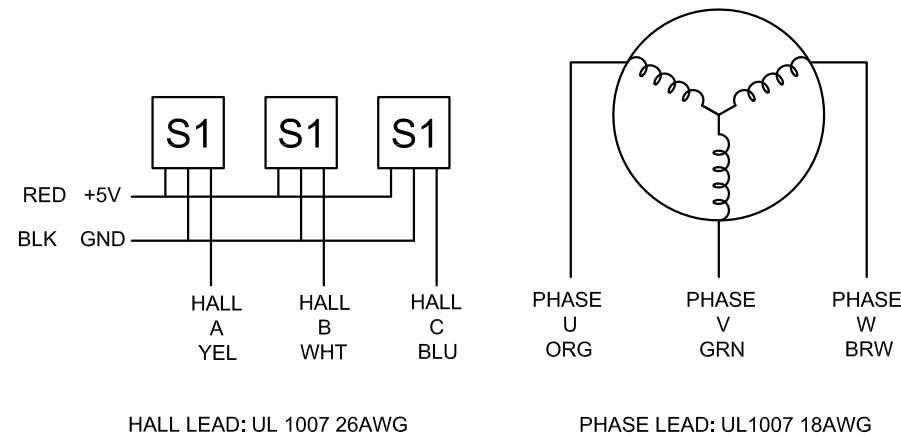 S1 S1 S1
RED +5V
BLK GND
HALL
A
YEL
HALL
B
WHT
HALL
C
BLU
PHASE
U
ORG
PHASE
V
GRN
PHASE
W
BRW
HALL LEAD: UL 1007 26AWG
PHASE LEAD: UL1007 18AWG